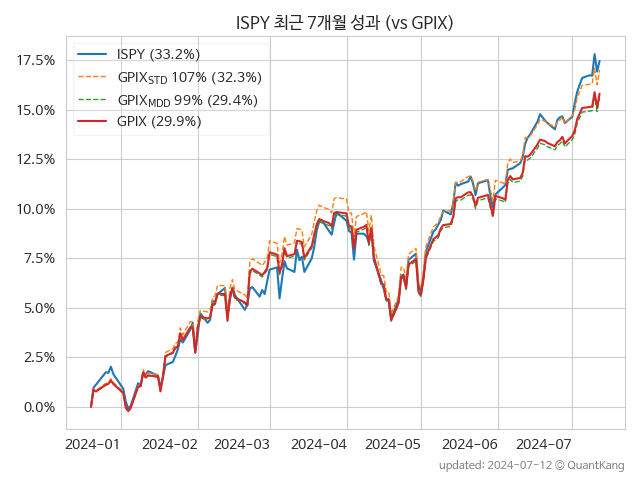 ISPY 최근 7개월 성과 (vs GPIX)
ISPY (33.2%)
GPIX_STD 107% (32.3%)
GPIX_MDD 99% (29.4%)
GPIX (29.9%)
17.5%
15.0%
12.5%
10.0%
7.5%
5.0%
2.5%
0.0%
2024-01 2024-02 2024-03 2024-04 2024-05 2024-06 2024-07
updated: 2024-07-12 © QuantKang